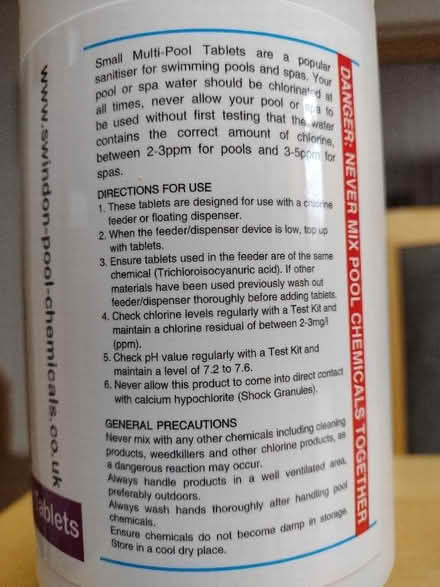 Small Multi-Pool Tablets are a popular
sanitiser for swimming pools and spas. Your
pool or spa water should be chlorinated at
all times, never allow your pool or spa to
be used without first testing that the water
contains the correct amount of chlorine,
between 2-3ppm for pools and 3-5ppm for
spas.
DIRECTIONS FOR USE
1. These tablets are designed for use with a chlorine
feeder or floating dispenser.
2. When the feeder/dispenser device is low, top up
with tablets.
3. Ensure tablets used in the feeder are of the same
chemical (Trichloroisocyanuric acid). If other
materials have been used previously wash out
feeder/dispenser thoroughly before adding tablets.
4. Check chlorine levels regularly with a Test Kit and
maintain a chlorine residual of between 2-3mg/l
(ppm).
5. Check pH value regularly with a Test Kit and
maintain a level of 7.2 to 7.6.
6. Never allow this product to come into direct contact
with calcium hypochlorite (Shock Granules).
GENERAL PRECAUTIONS
Never mix with any other chemicals including cleaning
products, weedkillers and other chlorine products, as
a dangerous reaction may occur.
Always handle products in a well ventilated area,
preferably outdoors.
Always wash hands thoroughly after handling pool
chemicals.
Ensure chemicals do not become damp in storage.
Store in a cool dry place.
DANGER: NEVER MIX POOL CHEMICALS TOGETHER
www.swindon-pool-chemicals.co.uk
Tablets